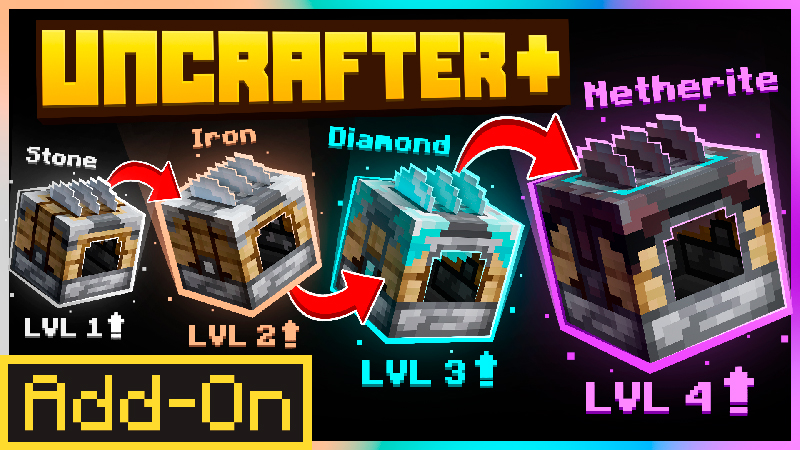 UNCRAFTER+
Stone
Iron
Diamond
Netherite
LVL 1
LVL 2
LVL 3
LVL 4
Add-On